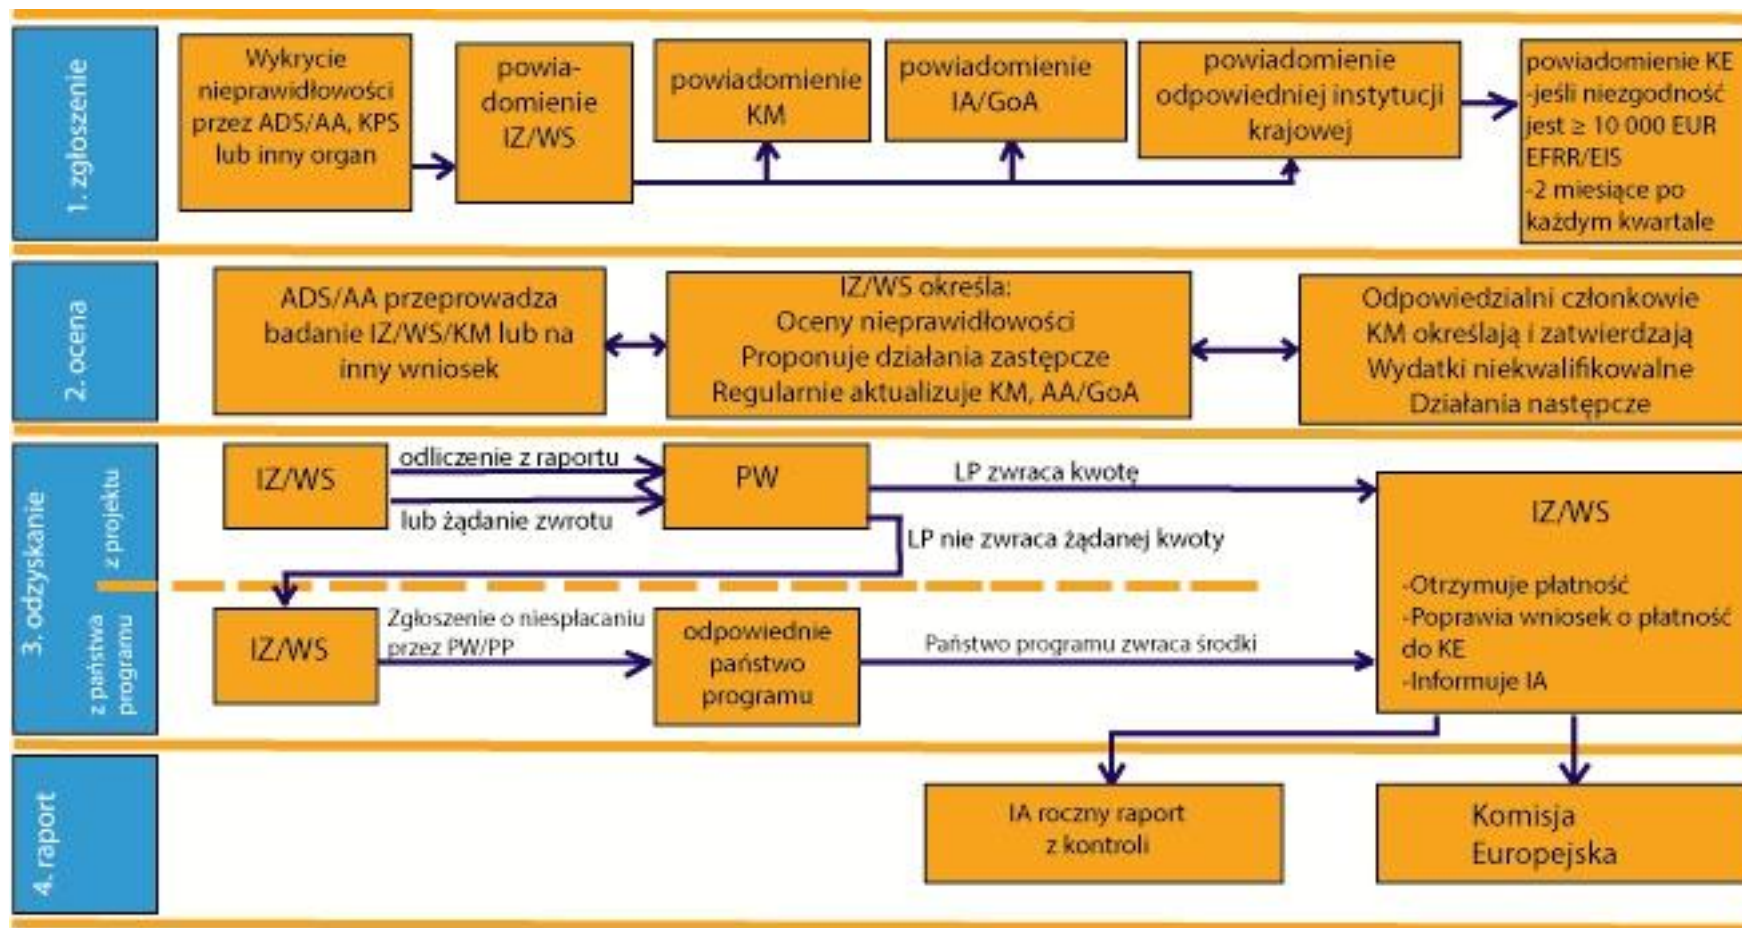 1. zgłoszenie
Wykrycie
nieprawidłowości
przez ADS/AA, KPS
lub inny organ
powia-
domienie
IZ/WS
powiadomienie
KM
powiadomienie
IA/GoA
powiadomienie
odpowiedniej instytucji
krajowej
powiadomienie KE
-jeśli niezgodność
jest ≥ 10 000 EUR
EFRR/EIS
-2 miesiące po
każdym kwartale
2. ocena
ADS/AA przeprowadza
badanie IZ/WS/KM lub na
inny wniosek
IZ/WS określa:
Oceny nieprawidłowości
Proponuje działania zastępcze
Regularnie aktualizuje KM, AA/GoA
Odpowiedzialni członkowie
KM określają i zatwierdzają
Wydatki niekwalifikowalne
Działania następcze
3. odzyskanie
z projektu
IZ/WS
odliczenie z raportu
lub żądanie zwrotu
PW
LP zwraca kwotę
LP nie zwraca żądanej kwoty
IZ/WS
-Otrzymuje płatność
-Poprawia wniosek o płatność
do KE
-Informuje IA
z państwa
programu
IZ/WS
Zgłoszenie o niespłacaniu
przez PW/PP
odpowiednie
państwo
programu
Państwo programu zwraca środki
4. raport
IA roczny raport
z kontroli
Komisja
Europejska